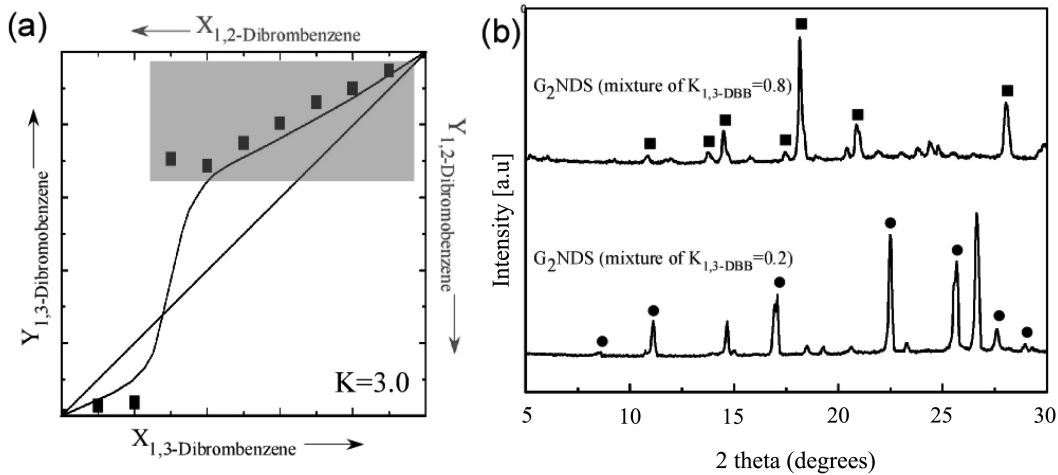 (a)
X1,2-Dibrombenzene
Y1,3-Dibromobenzene
Y1,2-Dibromobenzene
K=3.0
X1,3-Dibrombenzene
(b)
0
G2NDS (mixture of K1,3-DBB=0.8)
G2NDS (mixture of K1,3-DBB=0.2)
Intensity [a.u]
5 10 15 20 25 30
2 theta (degrees)